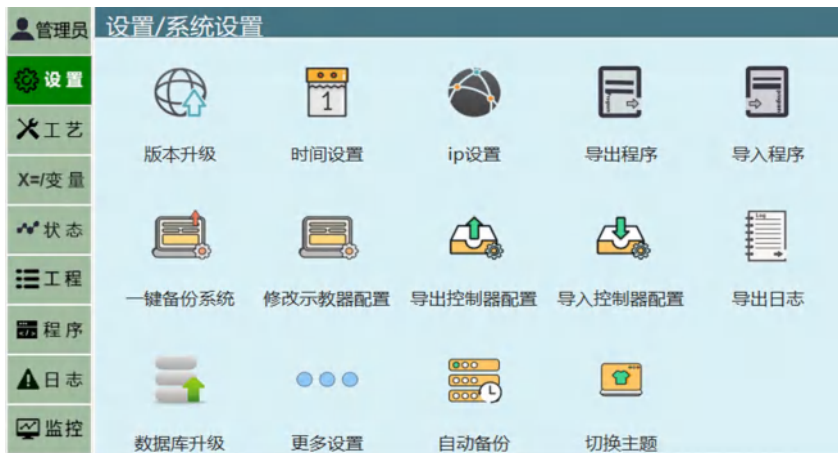 管理员
设置/系统设置
设置
工艺
X=/变量
状态
工程
程序
日志
监控
1
版本升级 时间设置 ip设置 导出程序 导入程序
Log
一键备份系统 修改示教器配置 导出控制器配置 导入控制器配置 导出日志
数据库升级 更多设置 自动备份 切换主题